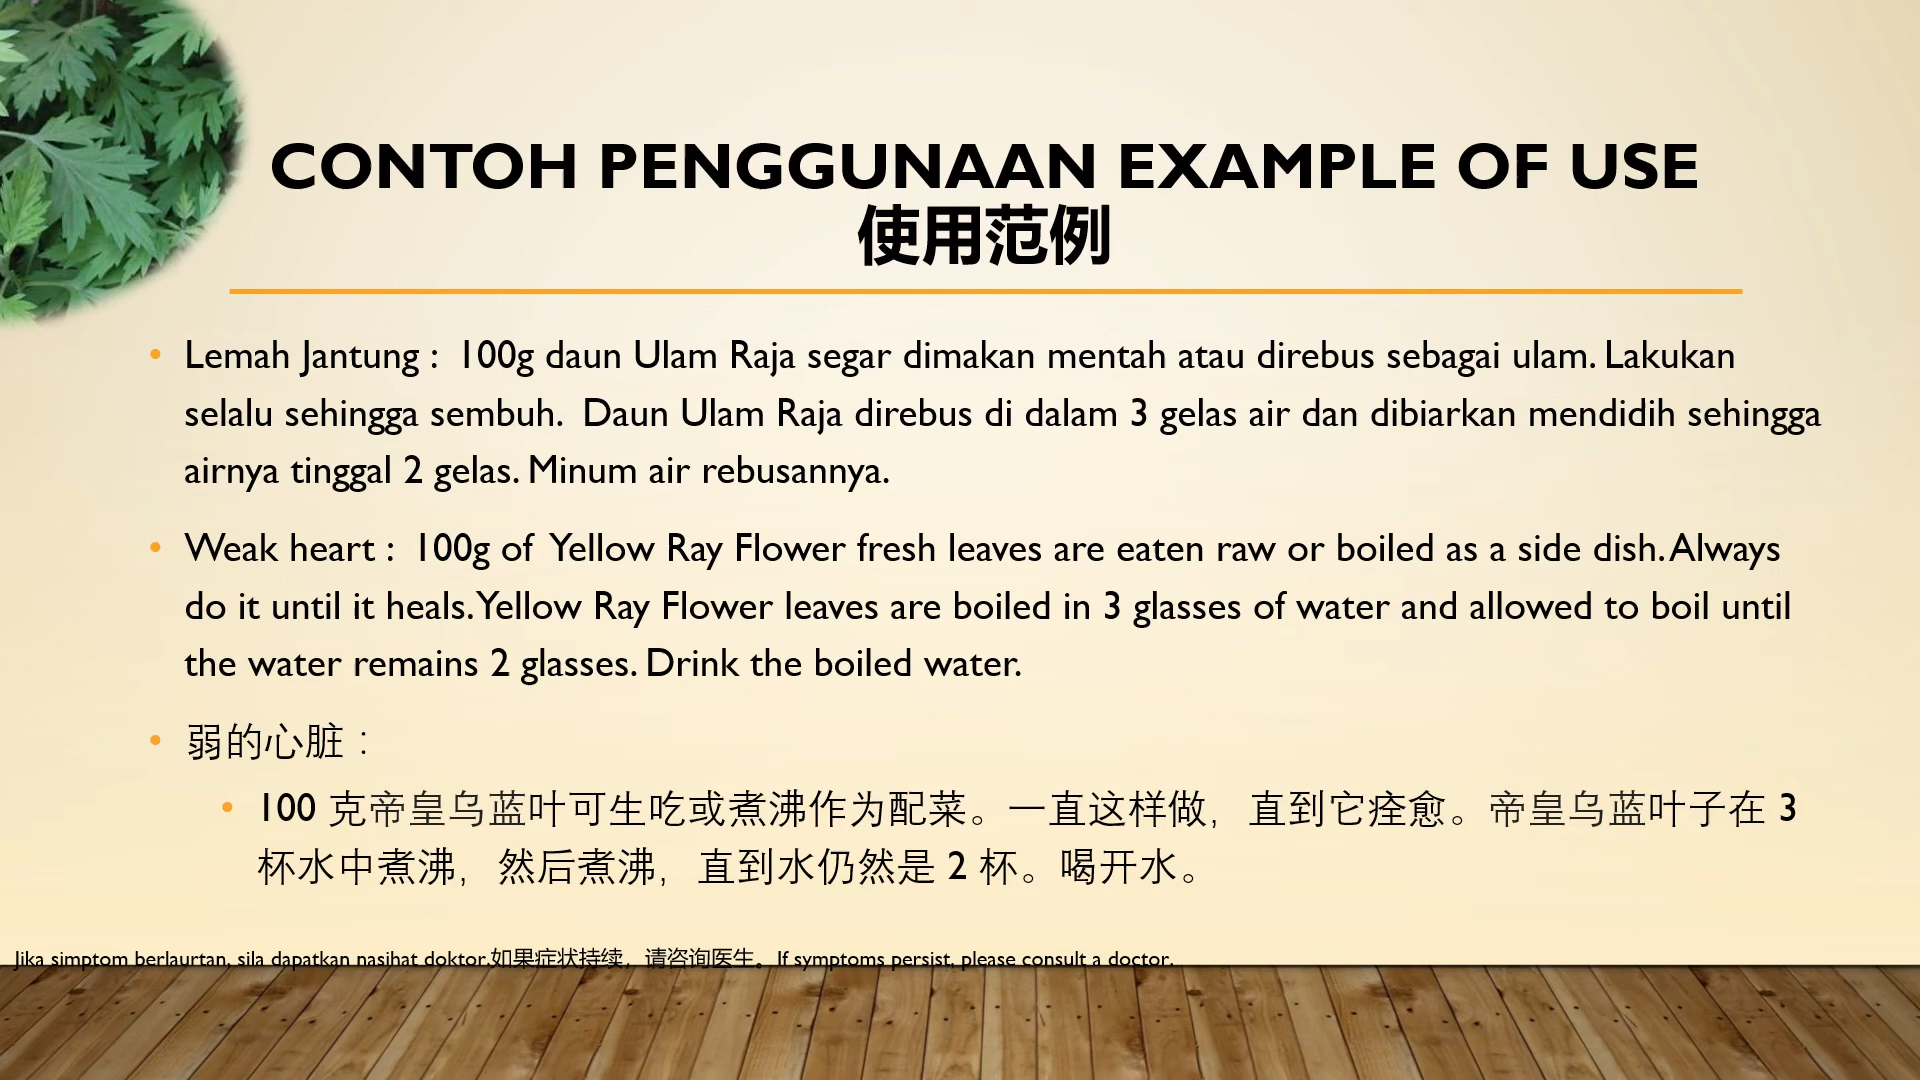 CONTOH PENGGUNAAN EXAMPLE OF USE
使用范例
• Lemah Jantung : 100g daun Ulam Raja segar dimakan mentah atau direbus sebagai ulam. Lakukan
selalu sehingga sembuh. Daun Ulam Raja direbus di dalam 3 gelas air dan dibiarkan mendidih sehingga
airnya tinggal 2 gelas. Minum air rebusannya.
• Weak heart : 100g of Yellow Ray Flower fresh leaves are eaten raw or boiled as a side dish. Always
do it until it heals. Yellow Ray Flower leaves are boiled in 3 glasses of water and allowed to boil until
the water remains 2 glasses. Drink the boiled water.
• 弱的心脏：
• 100 克帝皇乌蓝叶可生吃或煮沸作为配菜。一直这样做，直到它痊愈。帝皇乌蓝叶子在 3
杯水中煮沸，然后煮沸，直到水仍然是 2 杯。喝开水。
Jika simptom berlaurtan, sila dapatkan nasihat doktor.如果症状持续，请咨询医生。If symptoms persist, please consult a doctor.